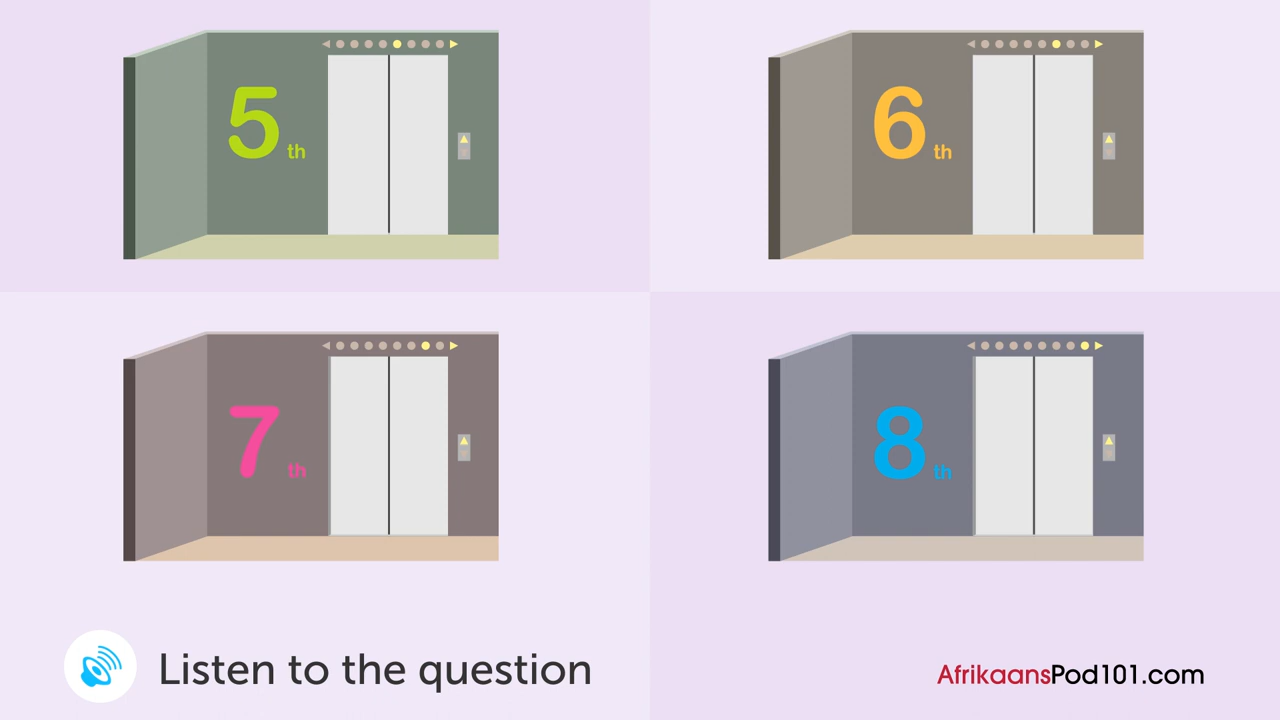 5th
6th
7th
8th
Listen to the question
AfrikaansPod101.com